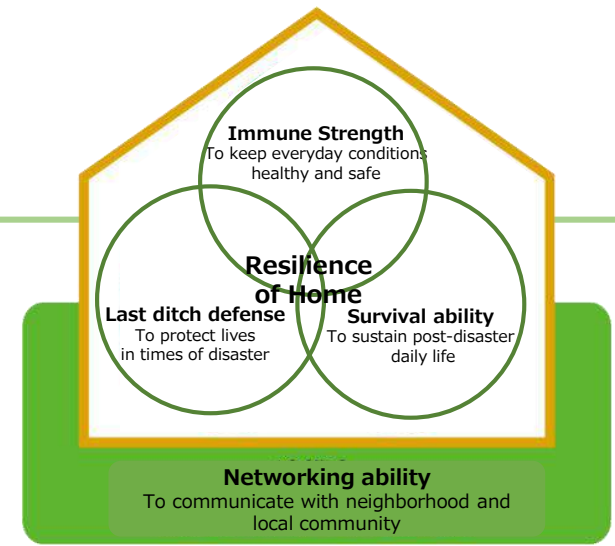 Immune Strength
To keep everyday conditions
healthy and safe
Resilience
of Home
Last ditch defense
To protect lives
in times of disaster
Survival ability
To sustain post-disaster
daily life
Networking ability
To communicate with neighborhood and
local community